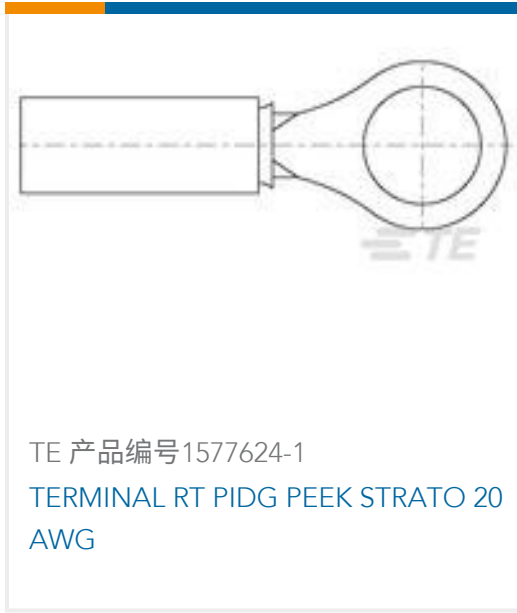 TE
TE 产品编号1577624-1
TERMINAL RT PIDG PEEK STRATO 20
AWG